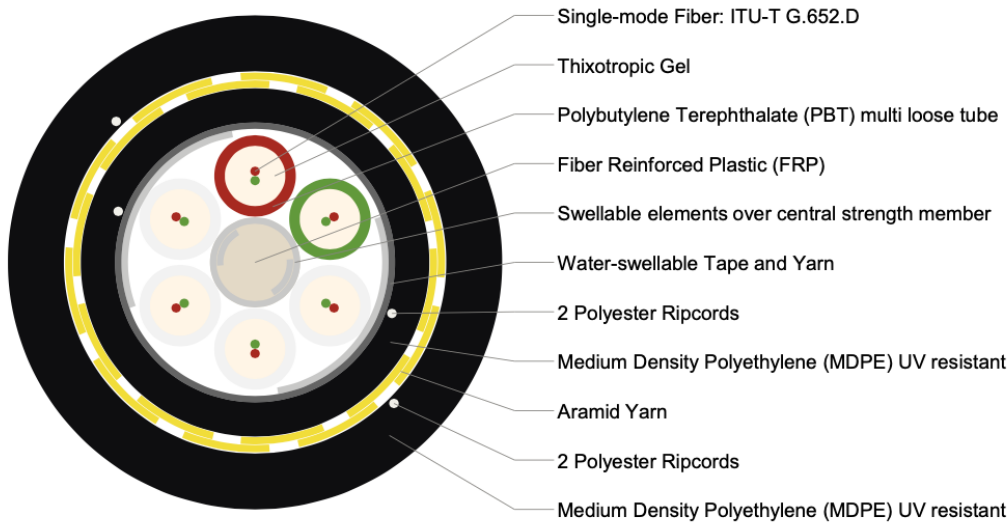 Single-mode Fiber: ITU-T G.652.D
Thixotropic Gel
Polybutylene Terephthalate (PBT) multi loose tube
Fiber Reinforced Plastic (FRP)
Swellable elements over central strength member
Water-swellable Tape and Yarn
2 Polyester Ripcords
Medium Density Polyethylene (MDPE) UV resistant
Aramid Yarn
2 Polyester Ripcords
Medium Density Polyethylene (MDPE) UV resistant